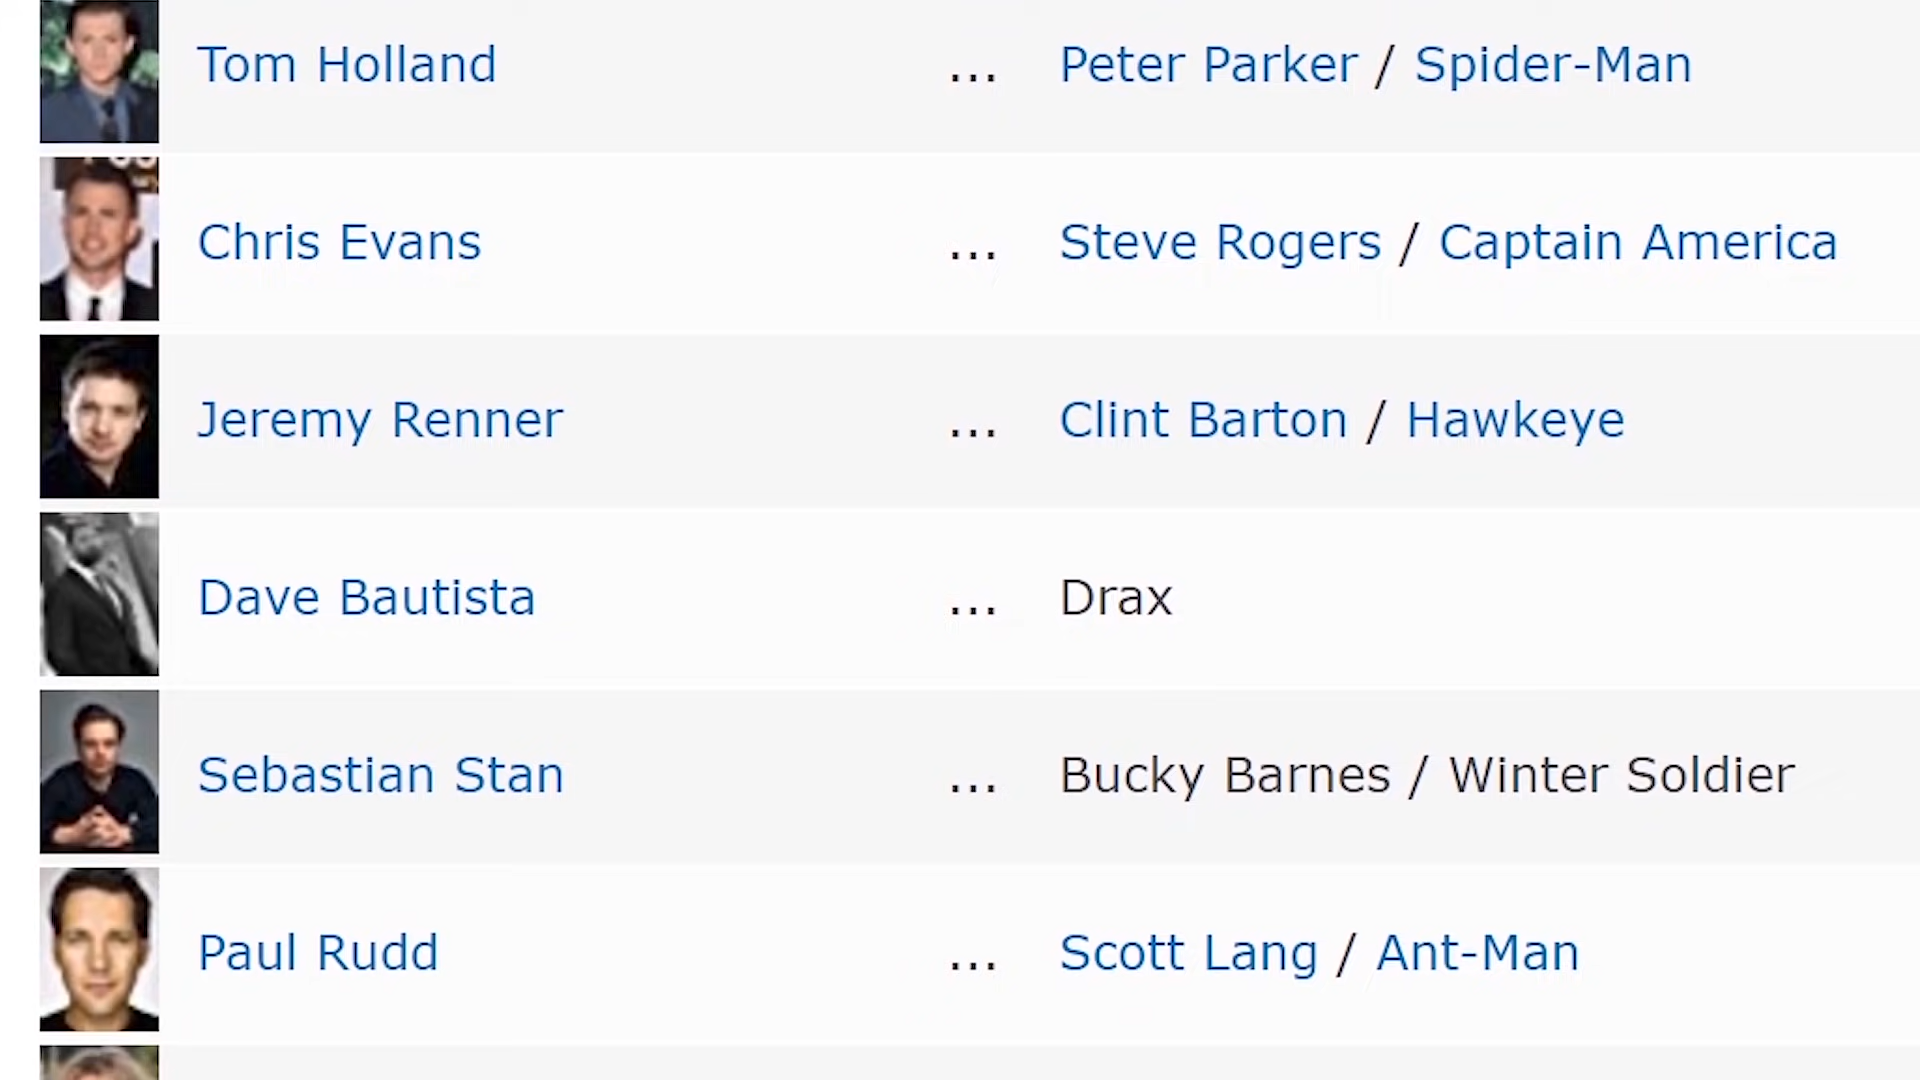 Tom Holland ... Peter Parker / Spider-Man
Chris Evans ... Steve Rogers / Captain America
Jeremy Renner ... Clint Barton / Hawkeye
Dave Bautista ... Drax
Sebastian Stan ... Bucky Barnes / Winter Soldier
Paul Rudd ... Scott Lang / Ant-Man